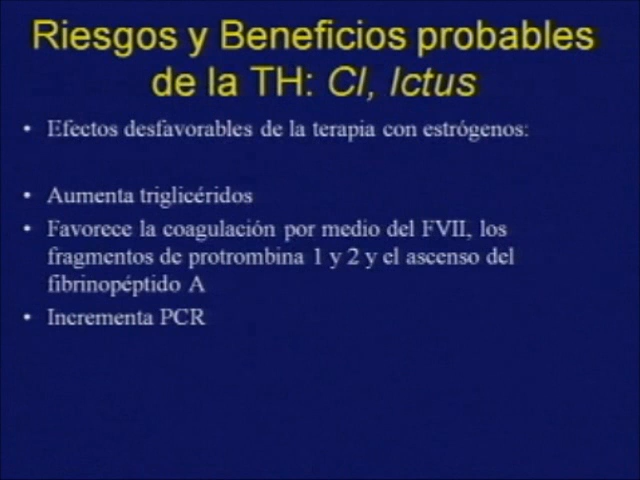 Riesgos y Beneficios probables
de la TH: CI, Ictus
• Efectos desfavorables de la terapia con estrógenos:
• Aumenta triglicéridos
• Favorece la coagulación por medio del FVII, los
fragmentos de protrombina 1 y 2 y el ascenso del
fibrinopéptido A
• Incrementa PCR